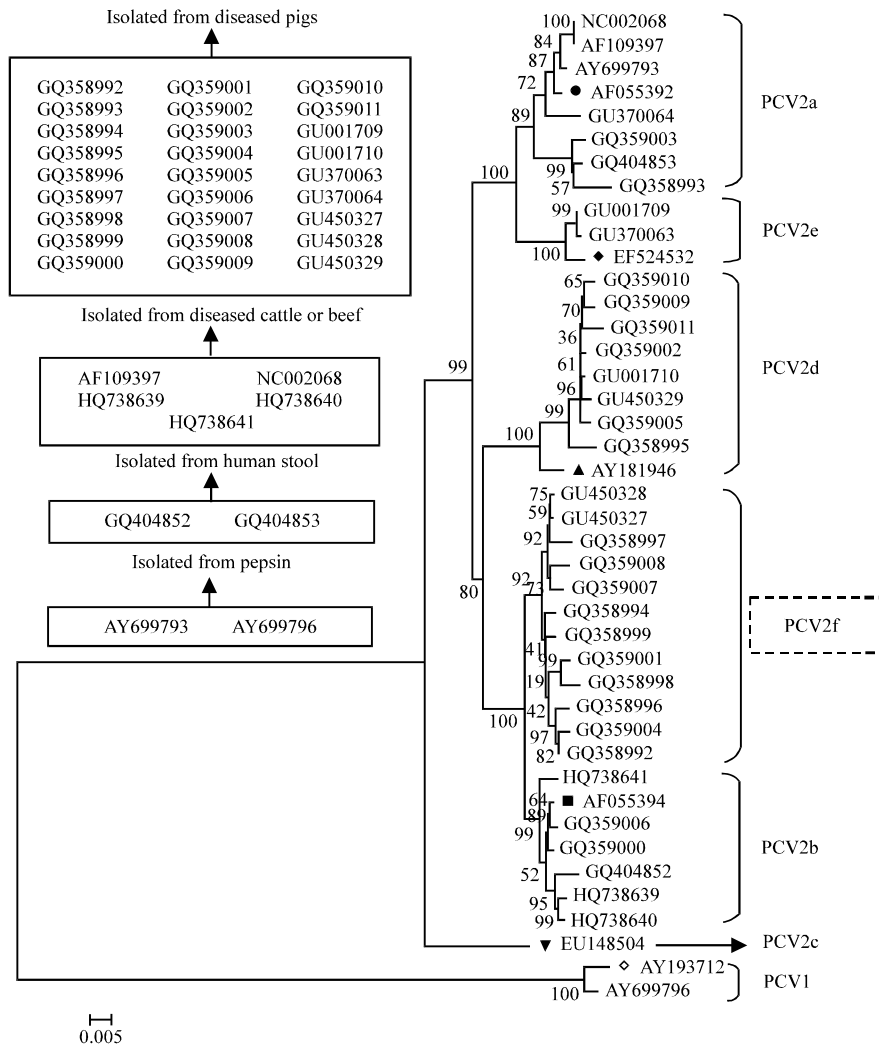 Isolated from diseased pigs
GQ358992 GQ359001 GQ359010
GQ358993 GQ359002 GQ359011
GQ358994 GQ359003 GU001709
GQ358995 GQ359004 GU001710
GQ358996 GQ359005 GU370063
GQ358997 GQ359006 GU370064
GQ358998 GQ359007 GU450327
GQ358999 GQ359008 GU450328
GQ359000 GQ359009 GU450329
Isolated from diseased cattle or beef
AF109397 NC002068
HQ738639 HQ738640
HQ738641
Isolated from human stool
GQ404852 GQ404853
Isolated from pepsin
AY699793 AY699796
100 NC002068
84 AF109397
87 AY699793
72 AF055392
PCV2a
89 GU370064
GQ359003
99 GQ404853
100
57 GQ358993
99 GU001709
PCV2e
GU370063
100 EF524532
65 GQ359010
70 GQ359009
36 GQ359011
61 GQ359002
99
PCV2d
96 GU001710
GU450329
99 GQ359005
100 GQ358995
AY181946
75 GU450328
59 GU450327
92 GQ358997
GQ359008
92
73 GQ359007
80
GQ358994
PCV2f
GQ358999
41
99 GQ359001
19 GQ358998
42 GQ358996
100
97 GQ359004
82 GQ358992
HQ738641
64 AF055394
89
99 GQ359006
GQ359000
PCV2b
52 GQ404852
95 HQ738639
99 HQ738640
EU148504 PCV2c
AY193712
PCV1
100 AY699796
0.005